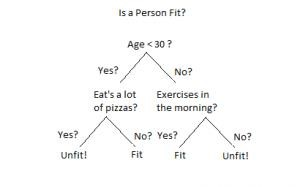 Is a Person Fit?
Age < 30 ?
Yes? No?
Eat's a lot of pizzas?
Exercises in the morning?
Yes? No? Yes? No?
Unfit! Fit Fit Unfit!